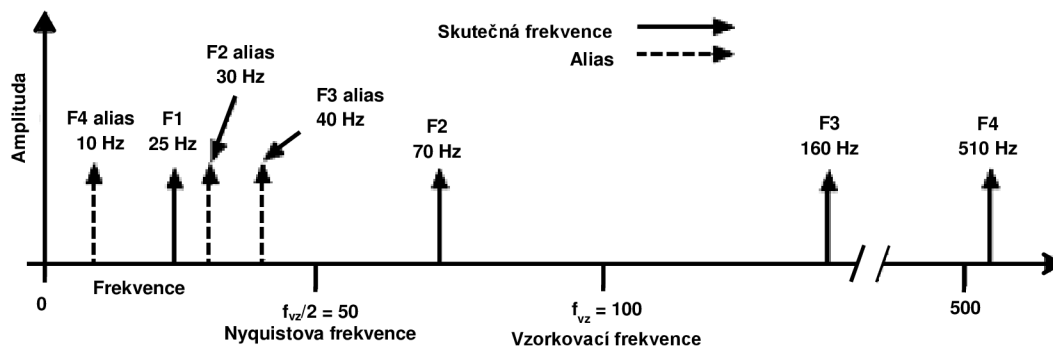 Skutečná frekvence
Alias
Amplituda
F2 alias
30 Hz
F3 alias
40 Hz
F4 alias
10 Hz
F1
25 Hz
F2
70 Hz
F3
160 Hz
F4
510 Hz
0
Frekvence
fvz/2 = 50
Nyquistova frekvence
fvz = 100
Vzorkovací frekvence
500